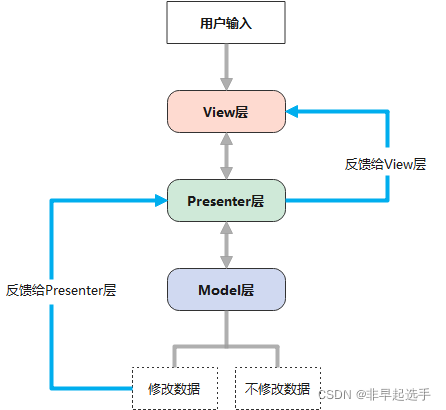 用户输入
View层
反馈给View层
Presenter层
反馈给Presenter层
Model层
修改数据
不修改数据
CSDN @非早起选手